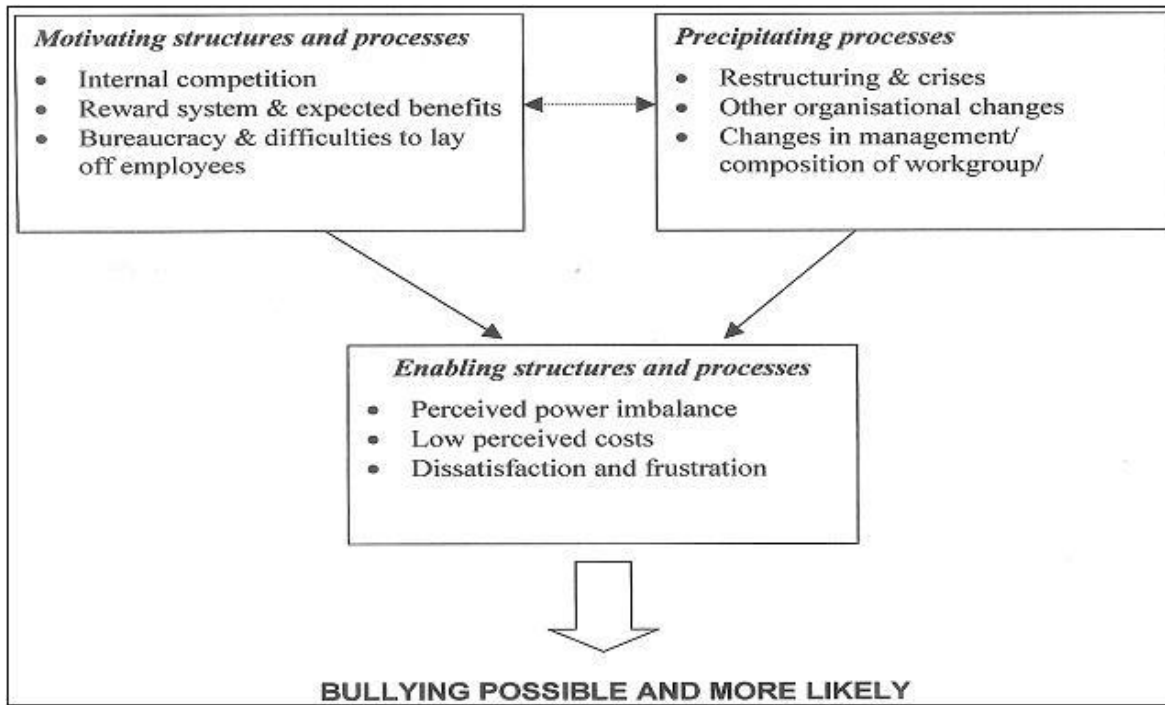 Motivating structures and processes
• Internal competition
• Reward system & expected benefits
• Bureaucracy & difficulties to lay
off employees
Precipitating processes
• Restructuring & crises
• Other organisational changes
• Changes in management/
composition of workgroup/
Enabling structures and processes
• Perceived power imbalance
• Low perceived costs
• Dissatisfaction and frustration
BULLYING POSSIBLE AND MORE LIKELY